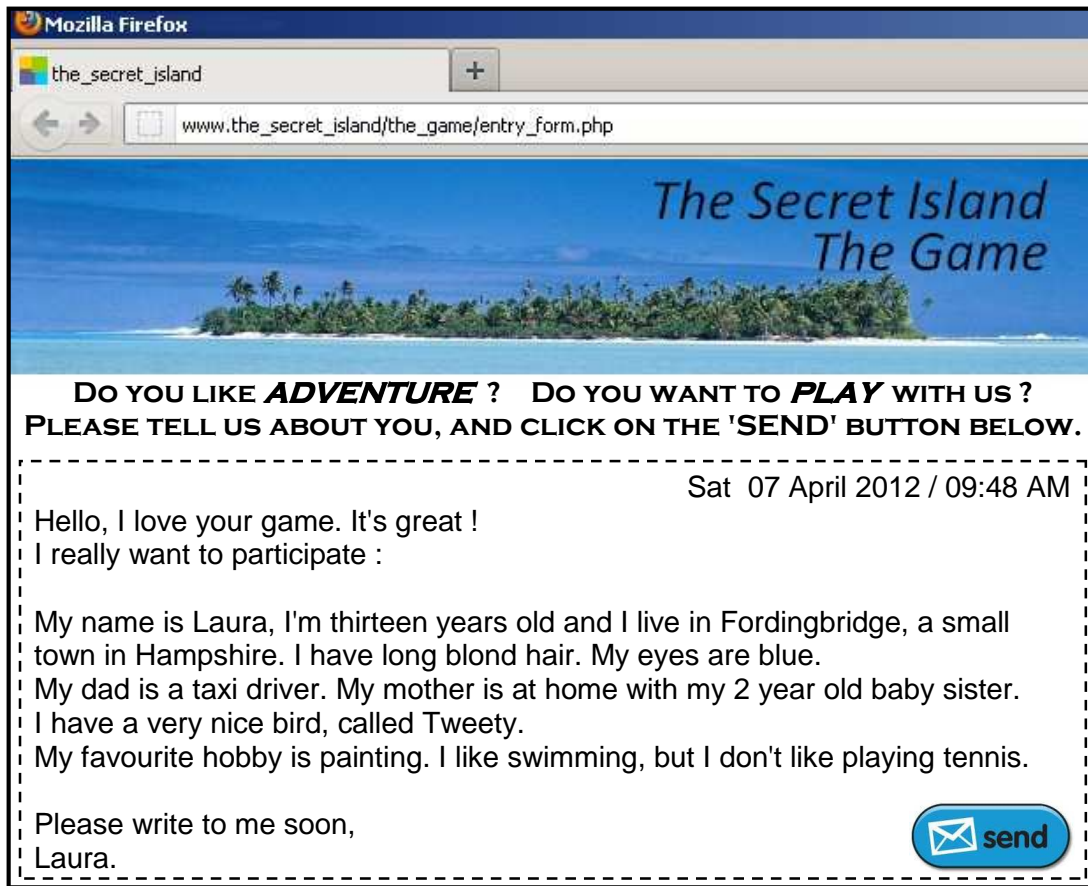 Mozilla Firefox
the_secret_island
+
www.the_secret_island/the_game/entry_form.php
The Secret Island
The Game
DO YOU LIKE ADVENTURE ? DO YOU WANT TO PLAY WITH US ?
PLEASE TELL US ABOUT YOU, AND CLICK ON THE 'SEND' BUTTON BELOW.
Sat 07 April 2012 / 09:48 AM
Hello, I love your game. It's great !
I really want to participate :
My name is Laura, I'm thirteen years old and I live in Fordingbridge, a small
town in Hampshire. I have long blond hair. My eyes are blue.
My dad is a taxi driver. My mother is at home with my 2 year old baby sister.
I have a very nice bird, called Tweety.
My favourite hobby is painting. I like swimming, but I don't like playing tennis.
Please write to me soon,
Laura.
send